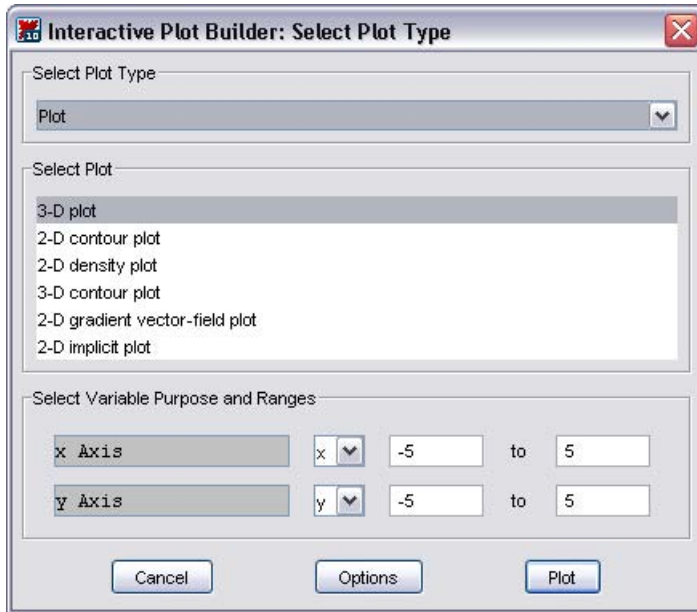 Interactive Plot Builder: Select Plot Type
Select Plot Type
Plot
Select Plot
3-D plot
2-D contour plot
2-D density plot
3-D contour plot
2-D gradient vector-field plot
2-D implicit plot
Select Variable Purpose and Ranges
x Axis x -5 to 5
y Axis y -5 to 5
Cancel Options Plot